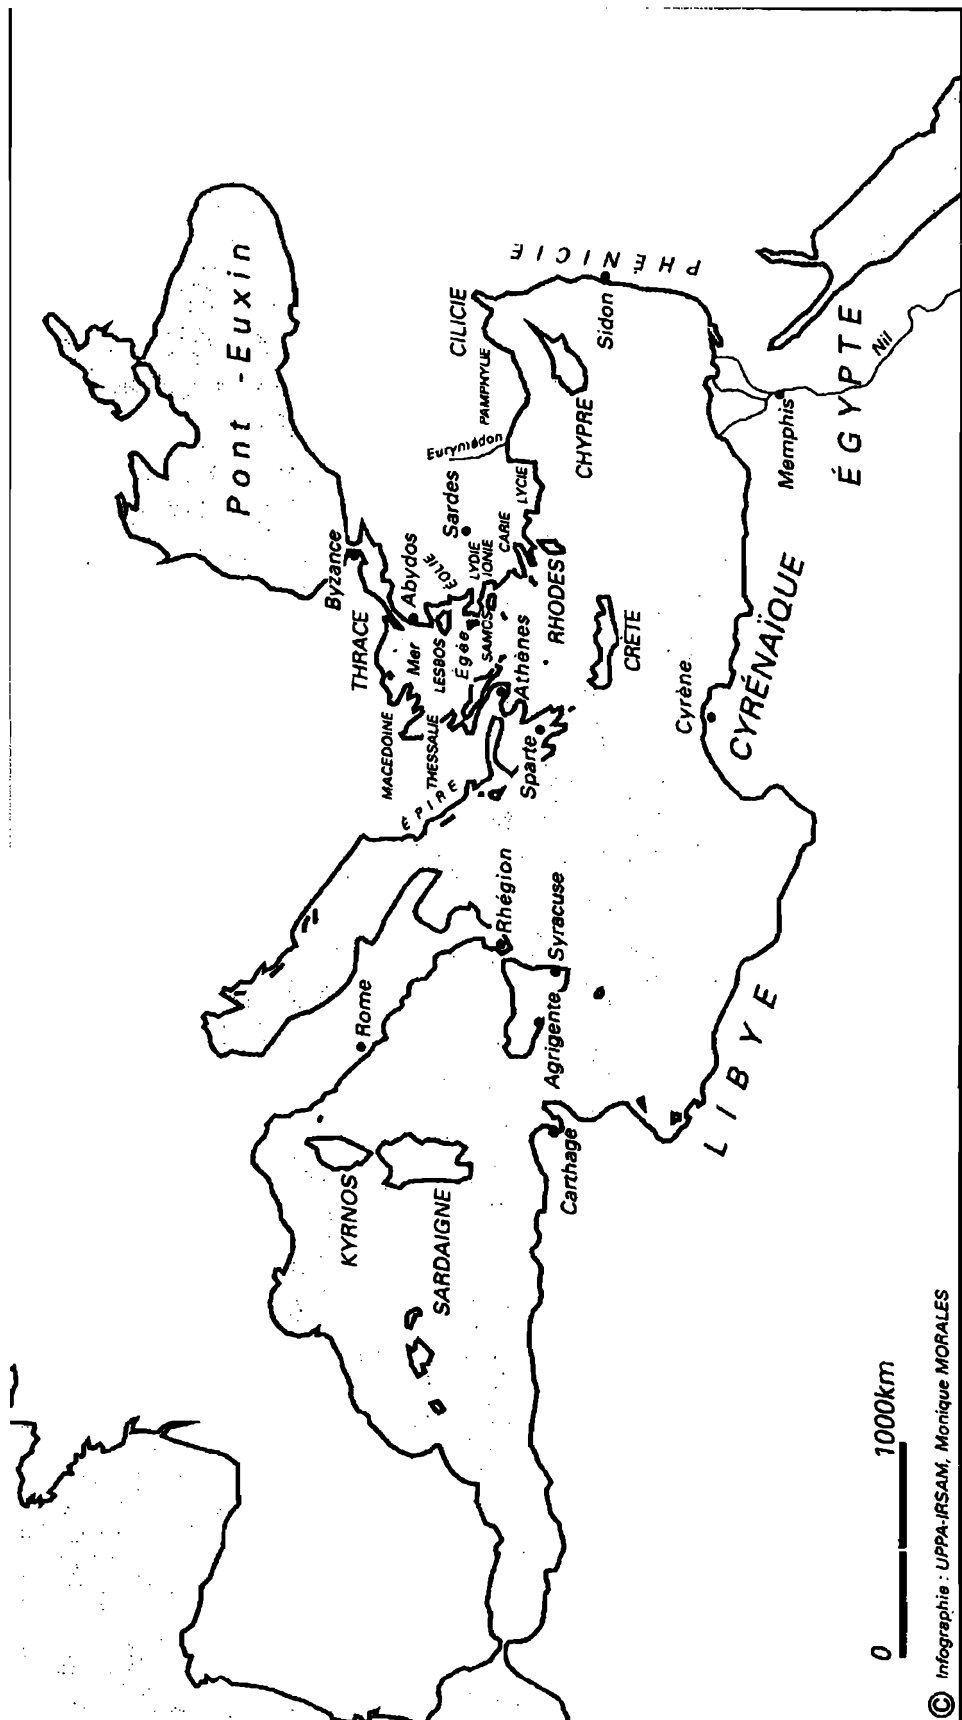 Pont-Euxin
Byzance
THRACE
Abydos
MACEDOINE
Mer
Égée
LESBOS
THESSALIE
ÉPIRE
ÉOLIE
Sardes
LYDIE
IONIE
SAMOS
CARIE
LYCIE
Eurymédon
PAMPHYLIE
CILICIE
PHÉNICIE
Sidon
CHYPRE
RHODES
Athènes
Sparte
CRÈTE
Rome
Rhégion
Syracuse
Agrigente
KYRNOS
SARDAIGNE
Carthage
LIBYE
Cyrène
CYRÉNAÏQUE
Memphis
ÉGYPTE
Nil
0 1000km
© Infographie : UPPA-IRSAM, Monique MORALES